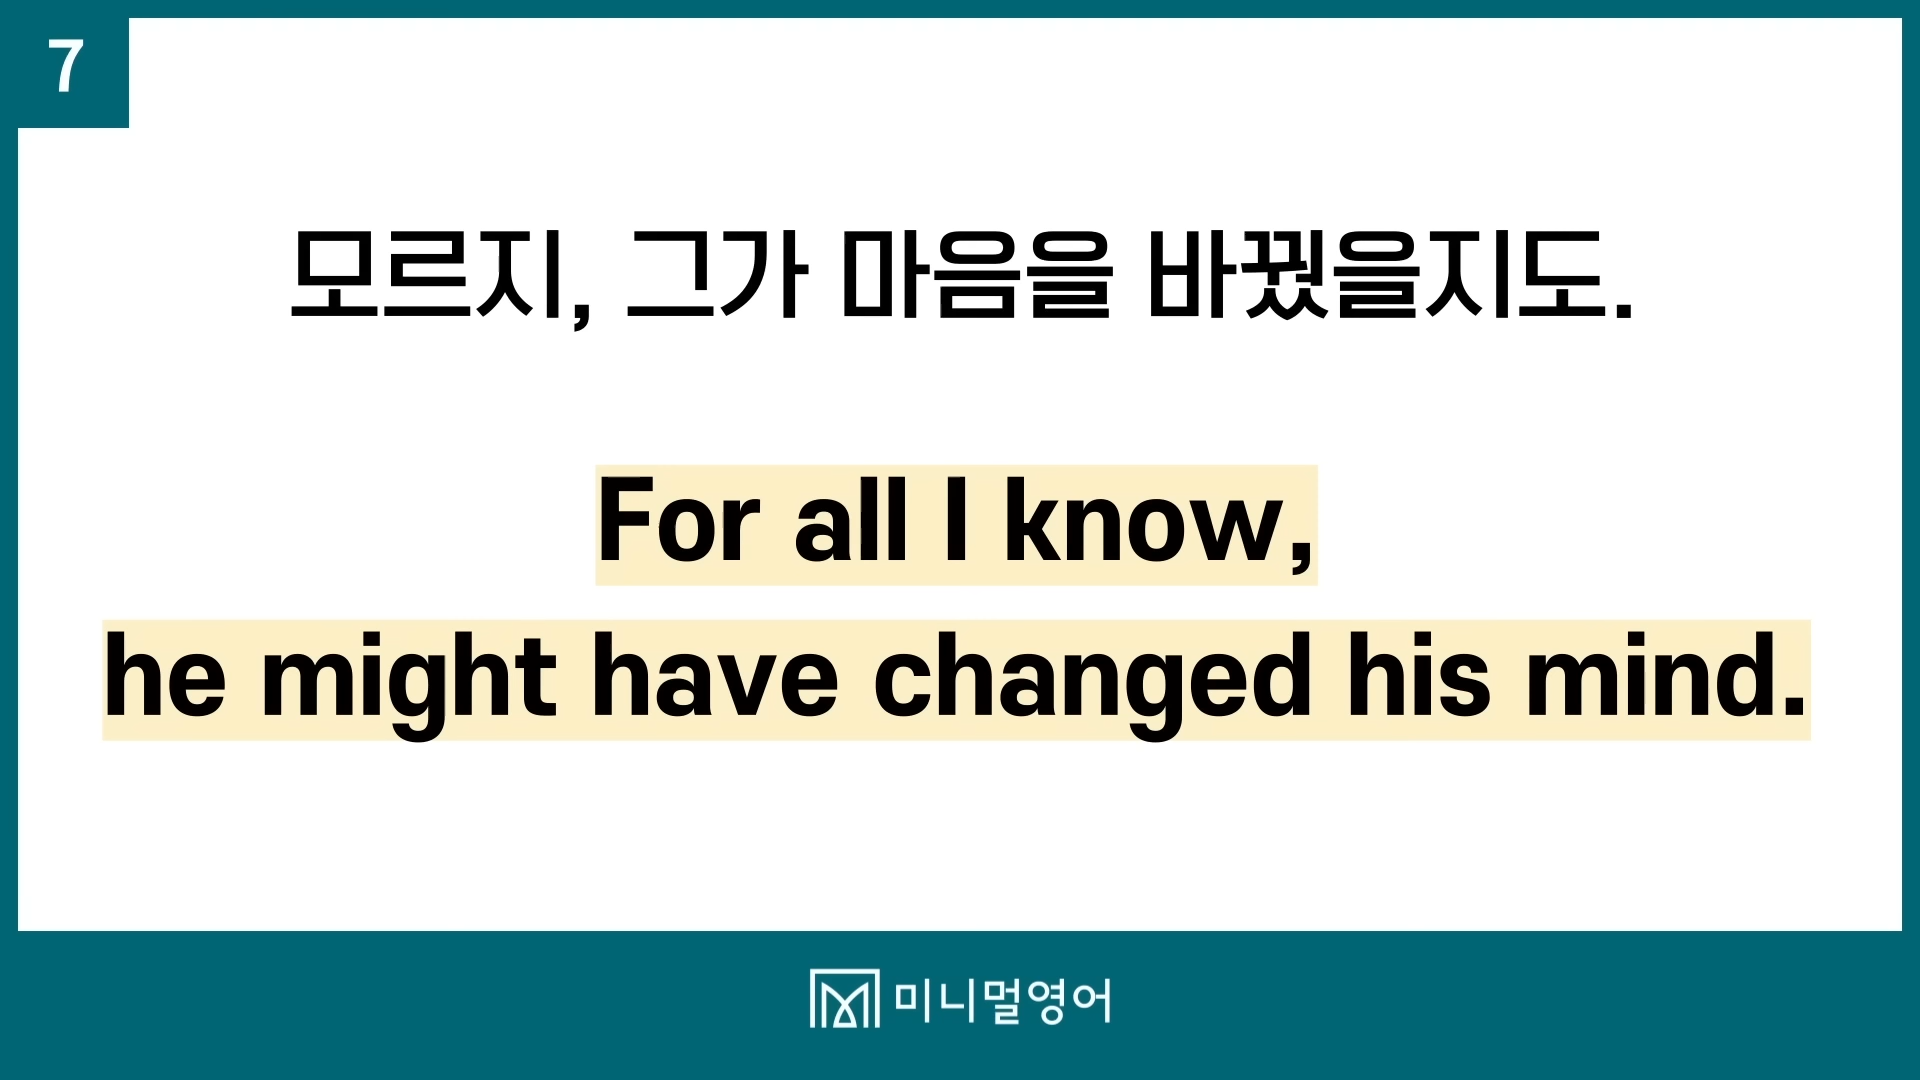 7
모르지, 그가 마음을 바꿨을지도.
For all I know,
he might have changed his mind.
미니멀영어